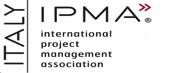 ITALY
IPMA®
international
project
management
association